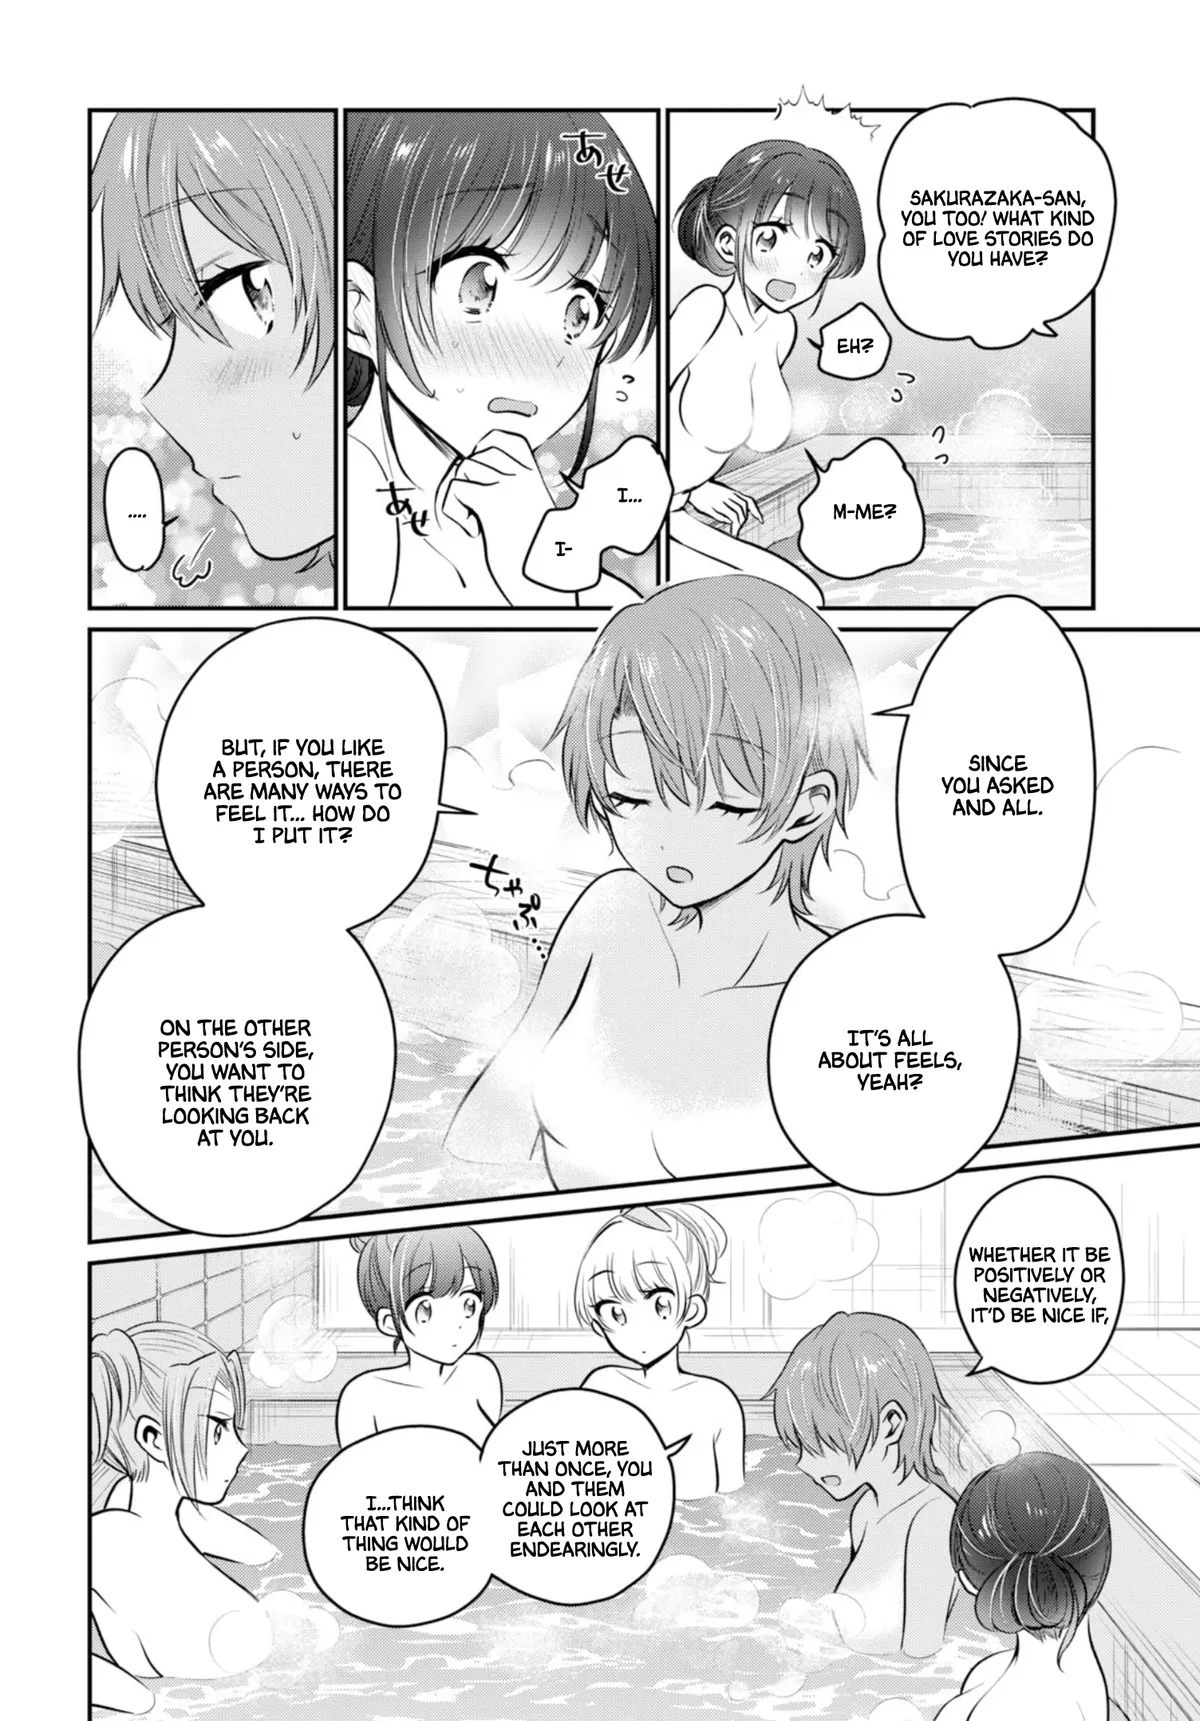 SAKURAZAKA-SAN,
YOU TOO! WHAT KIND
OF LOVE STORIES DO
YOU HAVE?
EH?
M-ME?
あせ
I...
I-
あせ
....
SINCE
YOU ASKED
AND ALL.
IT'S ALL
ABOUT FEELS,
YEAH?
ちゃぷ…
BUT, IF YOU LIKE
A PERSON, THERE
ARE MANY WAYS TO
FEEL IT... HOW DO
I PUT IT?
ON THE OTHER
PERSON'S SIDE,
YOU WANT TO
THINK THEY'RE
LOOKING BACK
AT YOU.
WHETHER IT BE
POSITIVELY OR
NEGATIVELY,
IT'D BE NICE IF,
JUST MORE
THAN ONCE, YOU
AND THEM
COULD LOOK AT
EACH OTHER
ENDEARINGLY.
I...THINK
THAT KIND OF
THING WOULD
BE NICE.